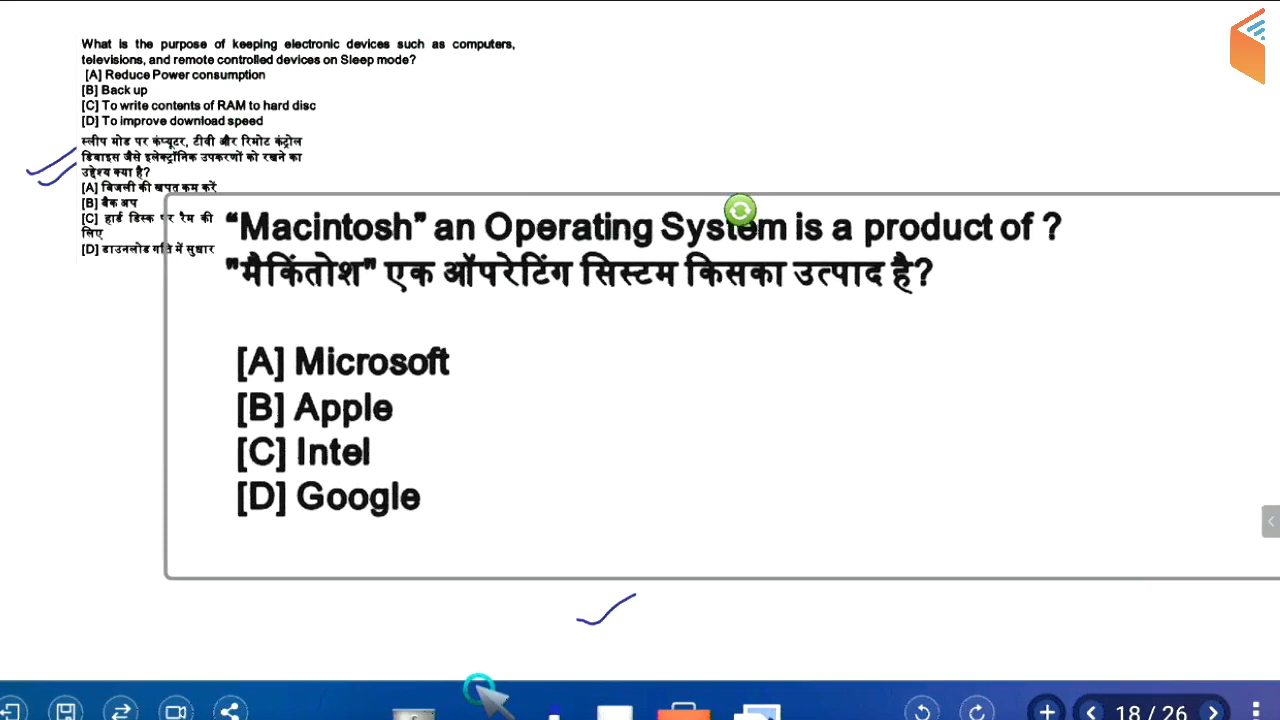 What is the purpose of keeping electronic devices such as computers,
televisions, and remote controlled devices on Sleep mode?
[A] Reduce Power consumption
[B] Back up
[C] To write contents of RAM to hard disc
[D] To improve download speed
स्लीप मोड पर कंप्यूटर, टीवी और रिमोट कंट्रोल
डिवाइस जैसे इलेक्ट्रॉनिक उपकरणों को रखने का
उद्देश्य क्या है?
[A] बिजली की खपत कम करें
[B] बैक अप
[C] हार्ड डिस्क पर रैम की
लिए
[D] डाउनलोड गति में सुधार
“Macintosh” an Operating System is a product of ?
"मैकिंतोश" एक ऑपरेटिंग सिस्टम किसका उत्पाद है?
[A] Microsoft
[B] Apple
[C] Intel
[D] Google
18 / 26